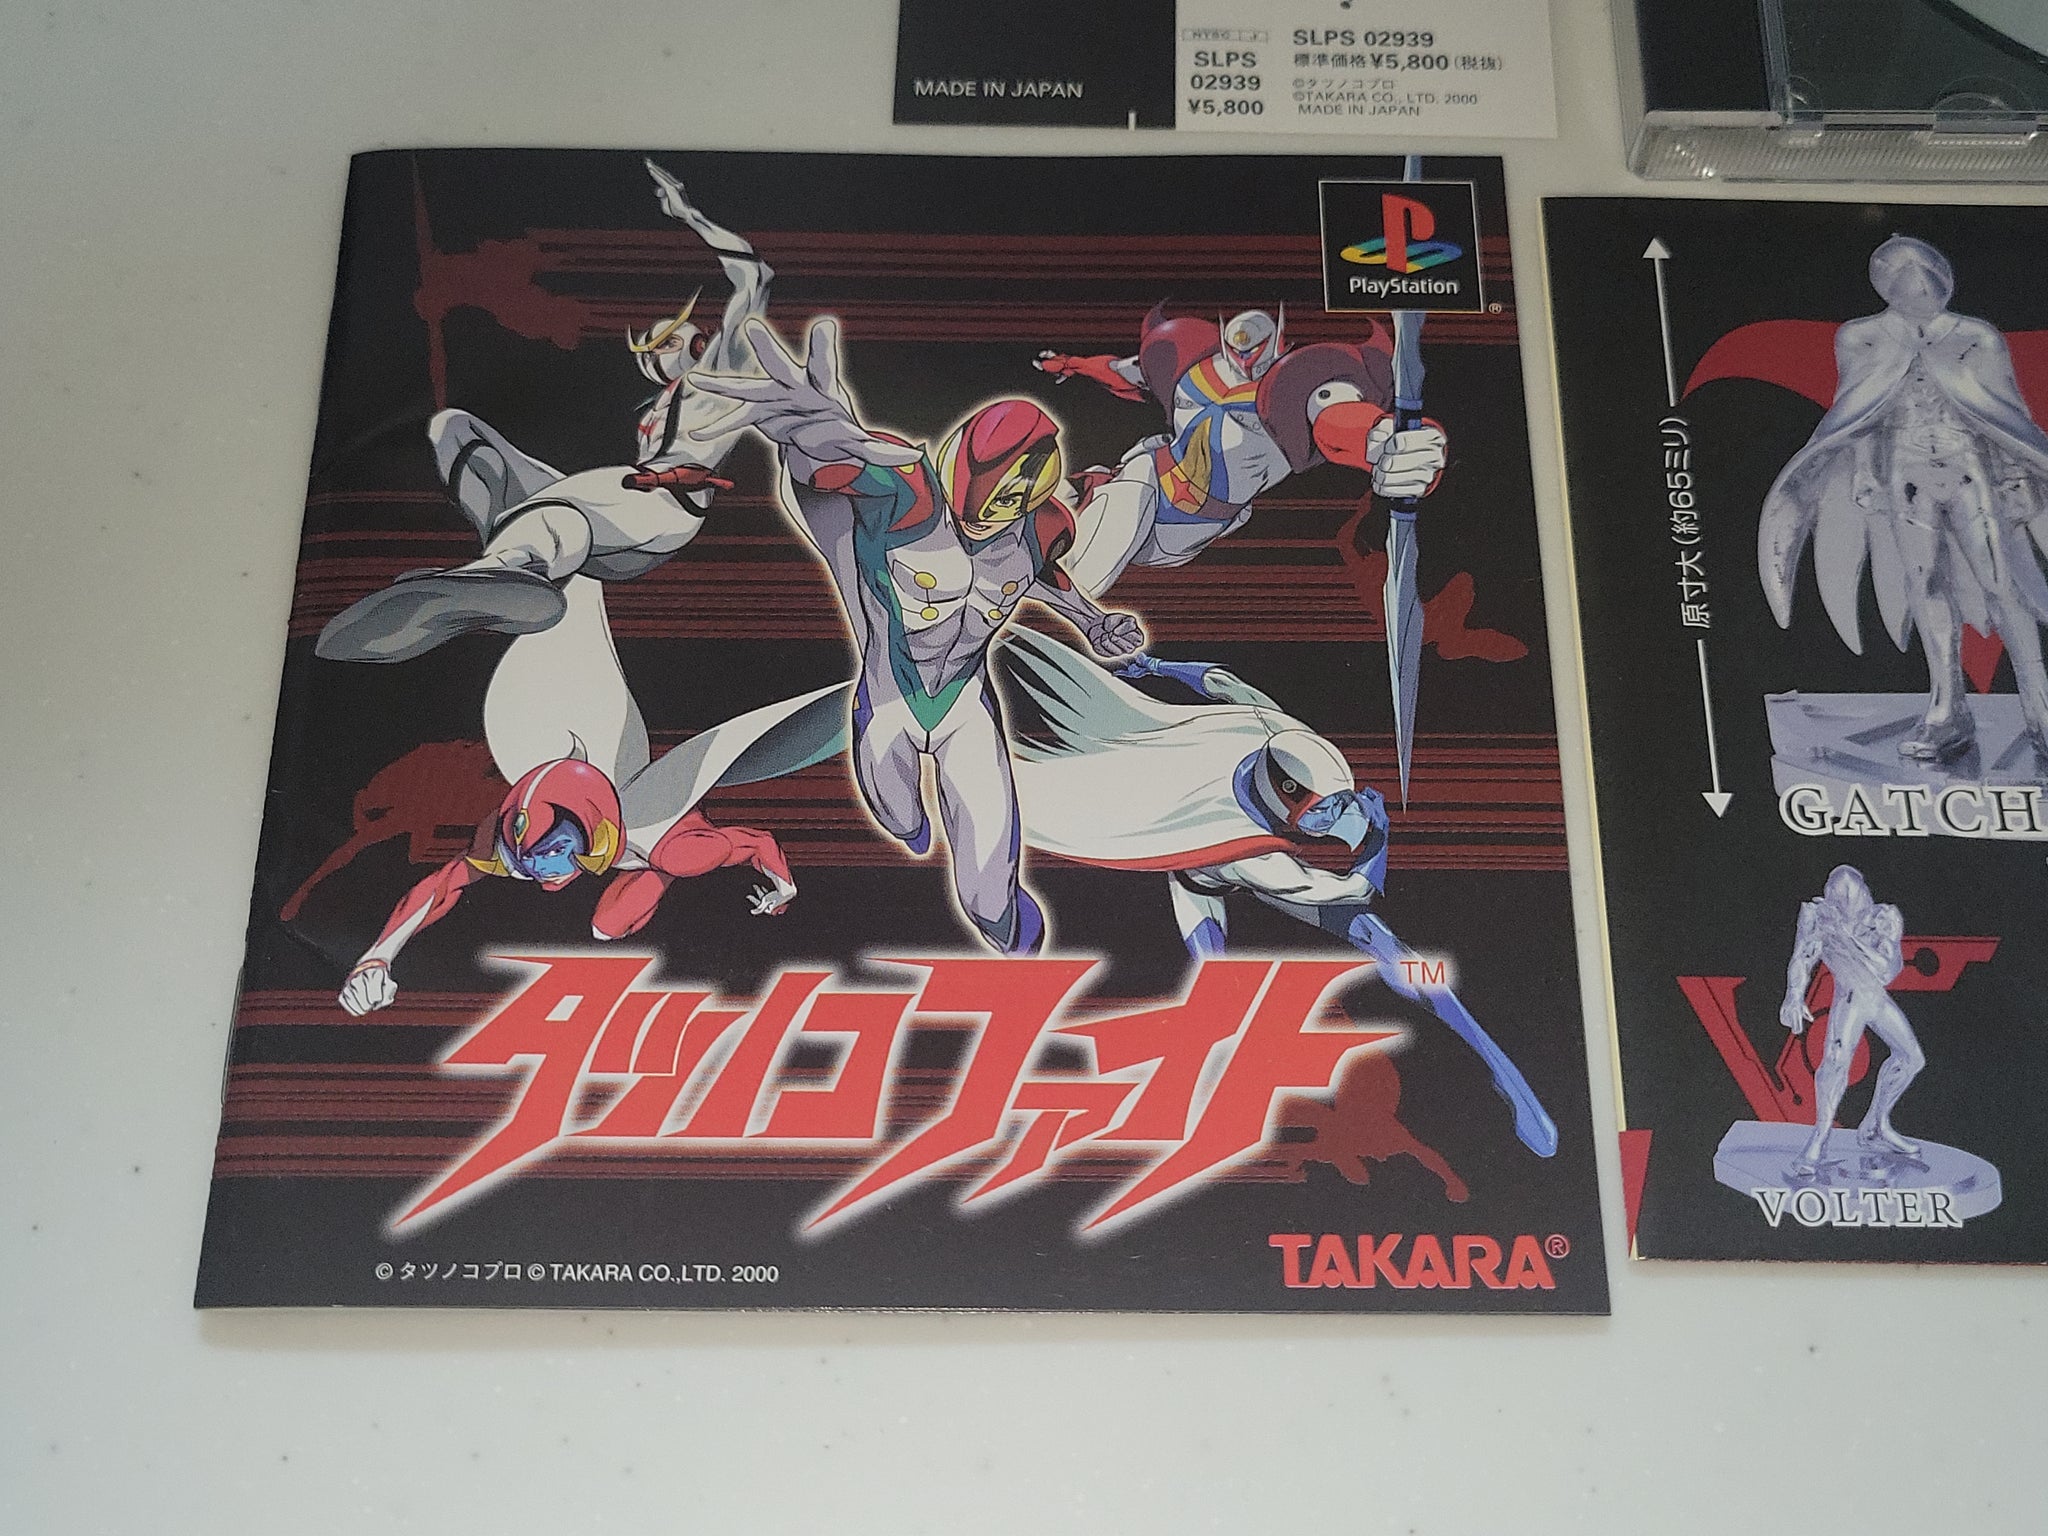 MADE IN JAPAN
NTSC J
SLPS
02939
¥5,800
SLPS 02939
標準価格¥5,800(税抜)
©タツノコプロ
©TAKARA CO., LTD. 2000
MADE IN JAPAN
PlayStation
®
タツノコファイト
TM
©タツノコプロ ©TAKARA CO.,LTD. 2000
TAKARA®
原寸大(約65ミリ)
GATCH
VOLTER